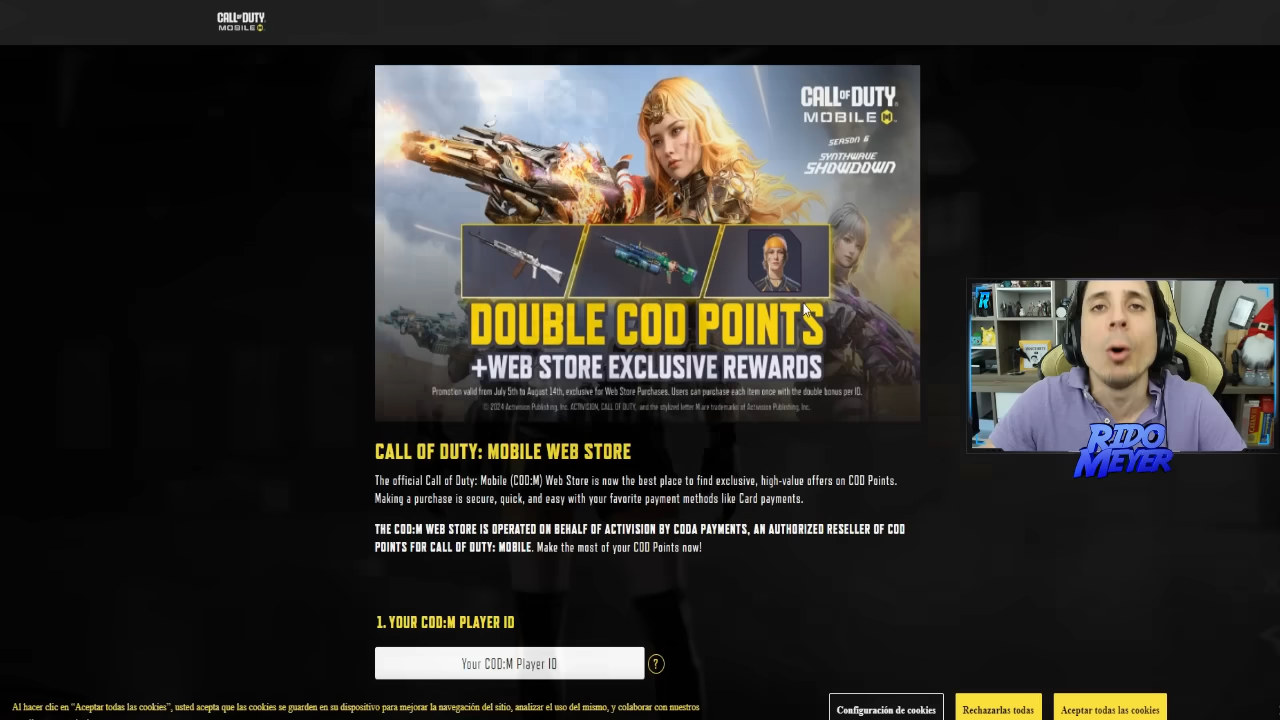 CALL OF DUTY
MOBILE
CALL OF DUTY
MOBILE
SEASON 6
SYNTHWAVE
SHOWDOWN
DOUBLE COD POINTS
+WEB STORE EXCLUSIVE REWARDS
Promotion valid from July 5th to August 14th, exclusive for Web Store Purchases. Users can purchase each item once with the double bonus per ID.
© 2024 Activision Publishing, Inc. ACTIVISION, CALL OF DUTY, and the stylized letter M are trademarks of Activision Publishing, Inc.
RIDO
MEYER
CALL OF DUTY: MOBILE WEB STORE
The official Call of Duty: Mobile (COD:M) Web Store is now the best place to find exclusive, high-value offers on COD Points.
Making a purchase is secure, quick, and easy with your favorite payment methods like Card payments.
THE COD:M WEB STORE IS OPERATED ON BEHALF OF ACTIVISION BY CODA PAYMENTS, AN AUTHORIZED RESELLER OF COD
POINTS FOR CALL OF DUTY: MOBILE. Make the most of your COD Points now!
1. YOUR COD:M PLAYER ID
Your COD:M Player ID
?
Al hacer clic en “Aceptar todas las cookies”, usted acepta que las cookies se guarden en su dispositivo para mejorar la navegación del sitio, analizar el uso del mismo, y colaborar con nuestros
Configuración de cookies
Rechazarlas todas
Aceptar todas las cookies